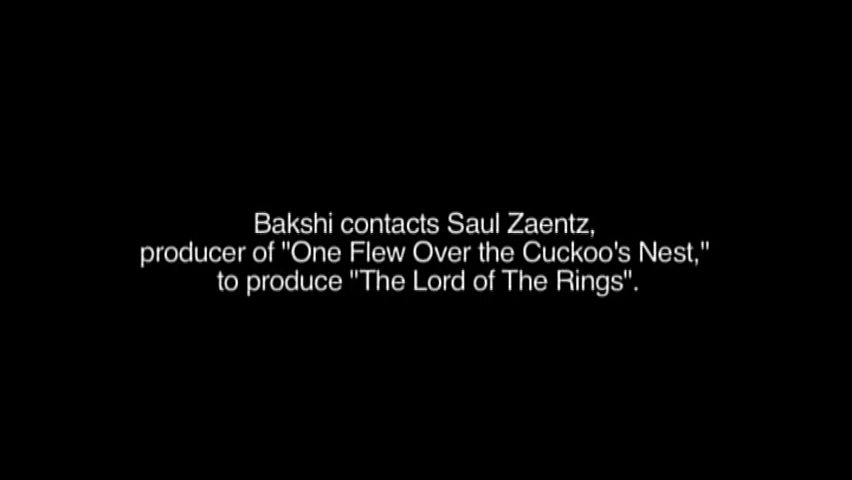 Bakshi contacts Saul Zaentz,
producer of "One Flew Over the Cuckoo's Nest,"
to produce "The Lord of The Rings".